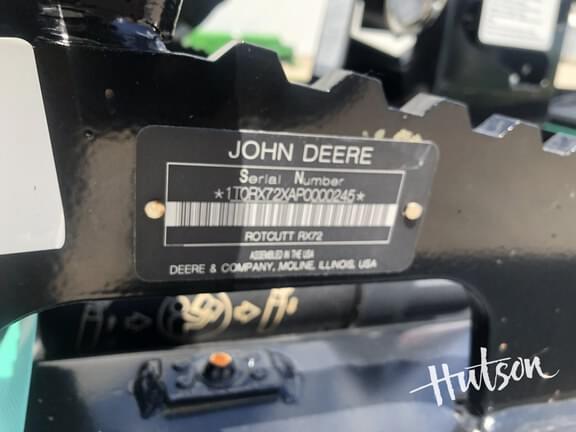 JOHN DEERE
Serial Number
*1T0RX72XAP0000245*
ROTCUTT RX72
ASSEMBLED IN THE USA
DEERE & COMPANY, MOLINE, ILLINOIS, USA
Hutson